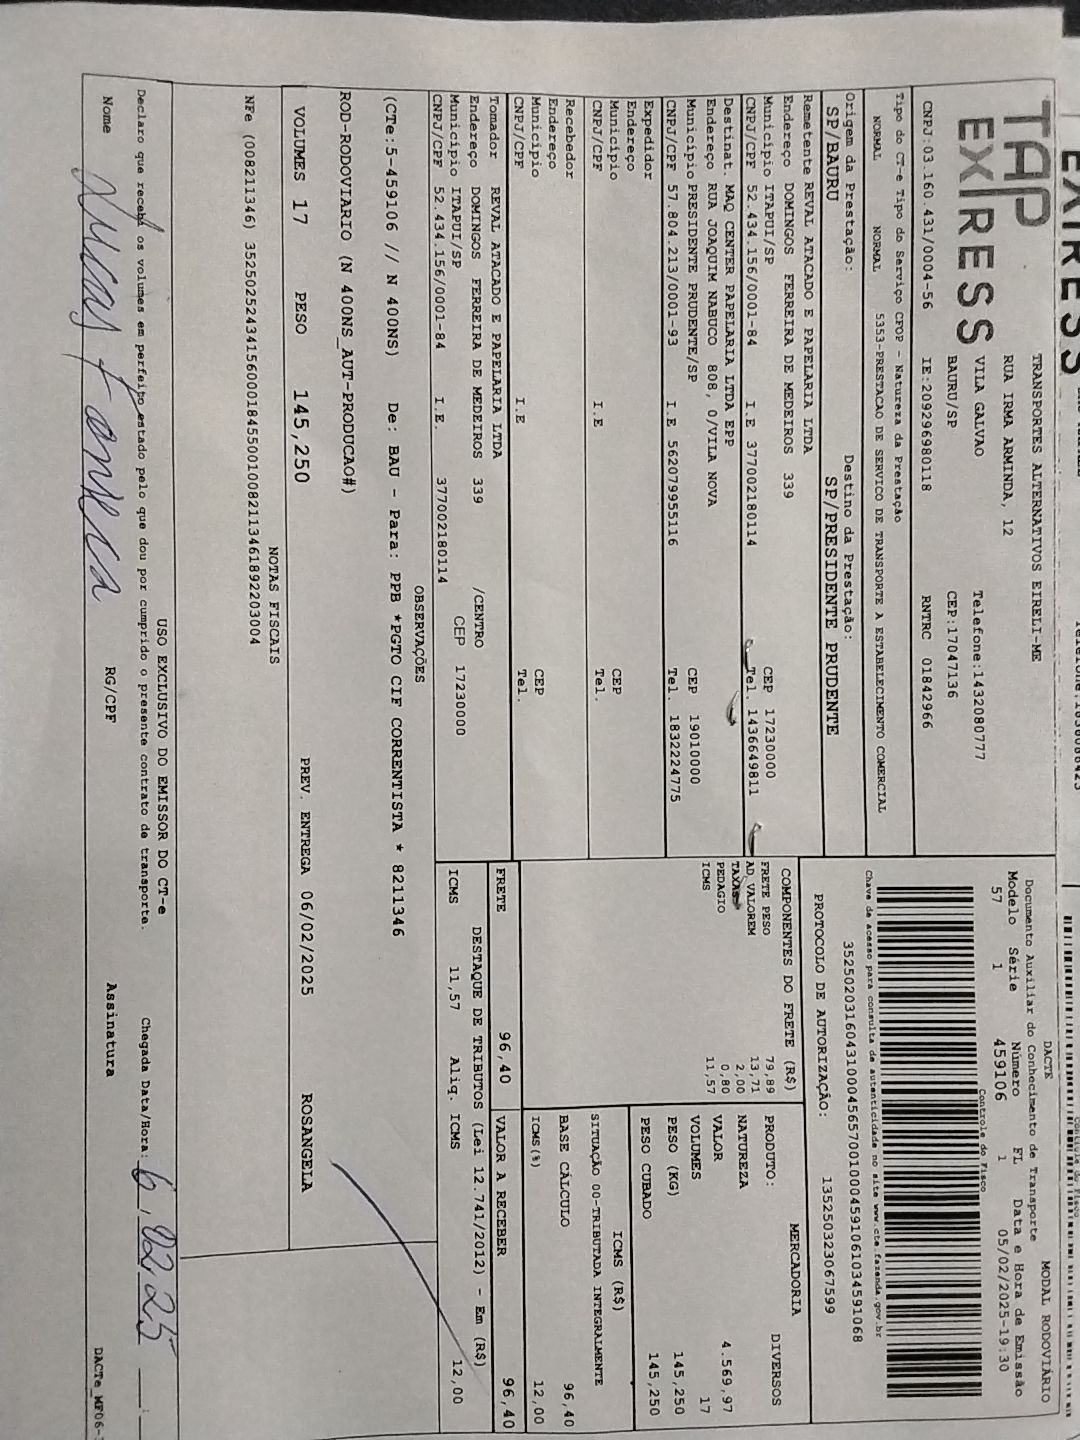 TAP
EXPRESS
TRANSPORTES ALTERNATIVOS EIRELI-ME
RUA IRMA ARMINDA, 12
VILA GALVAO Telefone:1432080777
BAURU/SP CEP:17047136
CNPJ:03.160.431/0004-56 IE:209296980118 RNTRC 01842966
Tipo do CT-e Tipo do Serviço CFOP - Natureza da Prestação
NORMAL NORMAL 5353-PRESTACAO DE SERVICO DE TRANSPORTE A ESTABELECIMENTO COMERCIAL
Origem da Prestação: Destino da Prestação:
SP/BAURU SP/PRESIDENTE PRUDENTE
DACTE MODAL RODOVIÁRIO
Documento Auxiliar do Conhecimento de Transporte
Modelo Série Número FL Data e Hora de Emissão
57 1 459106 1 05/02/2025-19:30
Controle do Fisco
Chave de acesso para consulta de autenticidade no site www.cte.fazenda.gov.br
35250203160431000456570010004591061034591068
PROTOCOLO DE AUTORIZAÇÃO: 135250323067599
Remetente REVAL ATACADO E PAPELARIA LTDA
Endereço DOMINGOS FERREIRA DE MEDEIROS 339
Município ITAPUI/SP CEP 17230000
CNPJ/CPF 52.434.156/0001-84 I.E 377002180114 Tel. 1436649811
Destinat. MAQ CENTER PAPELARIA LTDA EPP
Endereço RUA JOAQUIM NABUCO 808, 0/VILA NOVA
Município PRESIDENTE PRUDENTE/SP CEP 19010000
CNPJ/CPF 57.804.213/0001-93 I.E 562079955116 Tel. 1832224775
Expedidor
Endereço
Município CEP
CNPJ/CPF I.E Tel.
Recebedor
Endereço
Município CEP
CNPJ/CPF I.E Tel.
Tomador REVAL ATACADO E PAPELARIA LTDA
Endereço DOMINGOS FERREIRA DE MEDEIROS 339 /CENTRO
Município ITAPUI/SP CEP 17230000
CNPJ/CPF 52.434.156/0001-84 I.E. 377002180114
COMPONENTES DO FRETE (R$)
FRETE PESO 79,89
AD VALOREM 13,71
TAXAS 2,00
PEDAGIO 0,80
ICMS 11,57
MERCADORIA
PRODUTO: DIVERSOS
NATUREZA
VALOR 4.569,97
VOLUMES 17
PESO (KG) 145,250
PESO CUBADO 145,250
ICMS (R$)
SITUAÇÃO 00-TRIBUTADA INTEGRALMENTE
BASE CÁLCULO 96,40
ICMS (%) 12,00
FRETE 96,40 VALOR A RECEBER 96,40
DESTAQUE DE TRIBUTOS (Lei 12.741/2012) - Em (R$)
ICMS 11,57 Aliq. ICMS 12,00
OBSERVAÇÕES
(CTe:5-459106 // N 400NS) De: BAU - Para: PPB *PGTO CIF CORRENTISTA * 8211346
ROD-RODOVIARIO (N 400NS_AUT-PRODUCAO#)
VOLUMES 17 PESO 145,250 PREV. ENTREGA 06/02/2025 ROSANGELA
NOTAS FISCAIS
NFe (008211346) 35250252434156000184550010082113461892203004
USO EXCLUSIVO DO EMISSOR DO CT-e
Declaro que recebi os volumes em perfeito estado pelo que dou por cumprido o presente contrato de transporte. Chegada Data/Hora: 6.02.25
Nome RG/CPF Assinatura
DACTe_MF06-